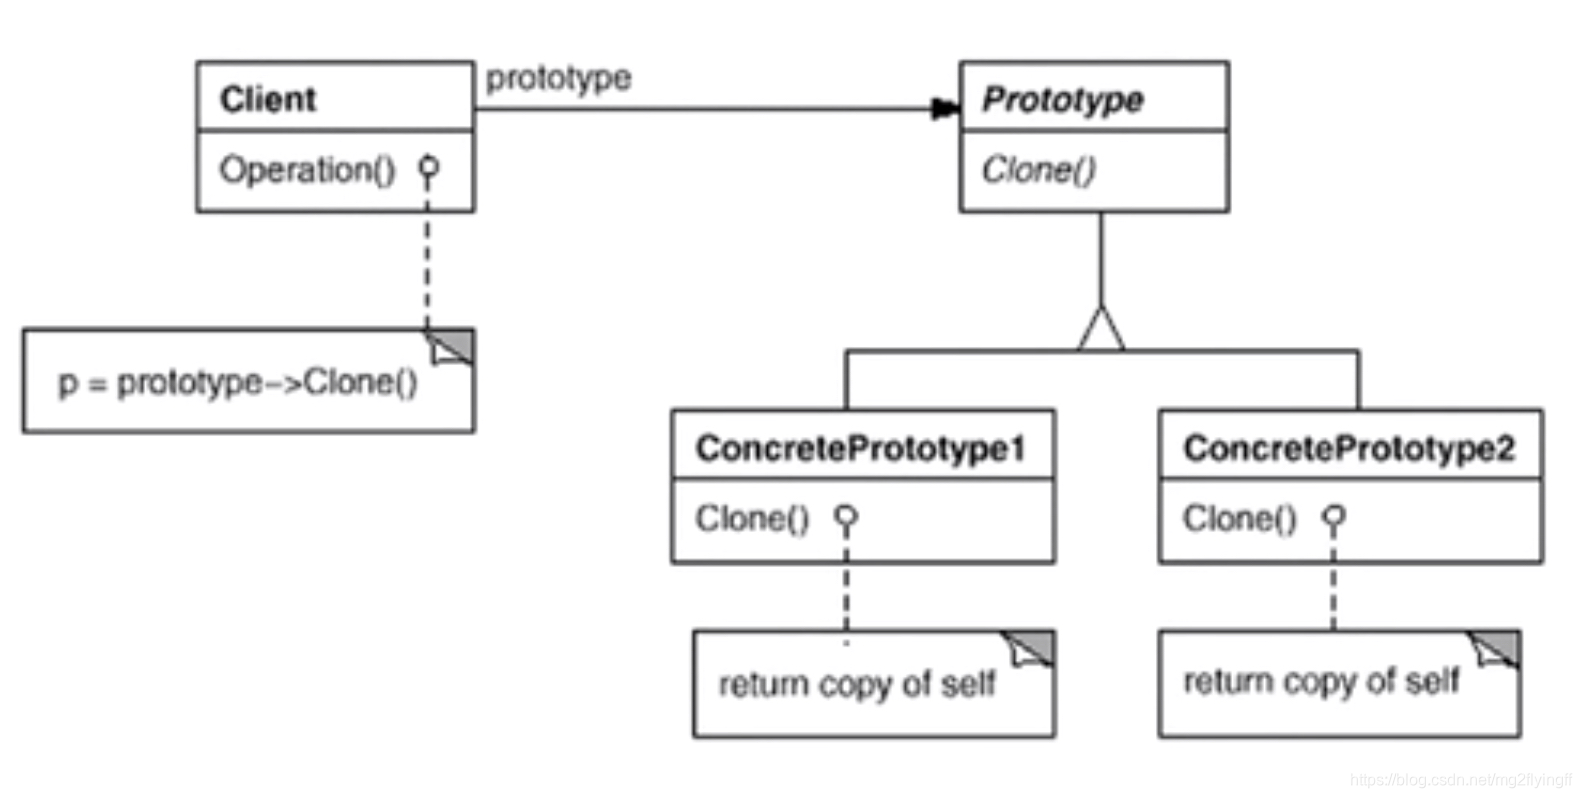 Client
prototype
Prototype
Operation()
Clone()
p = prototype->Clone()
ConcretePrototype1
ConcretePrototype2
Clone()
Clone()
return copy of self
return copy of self
https://blog.csdn.net/mg2flyingff